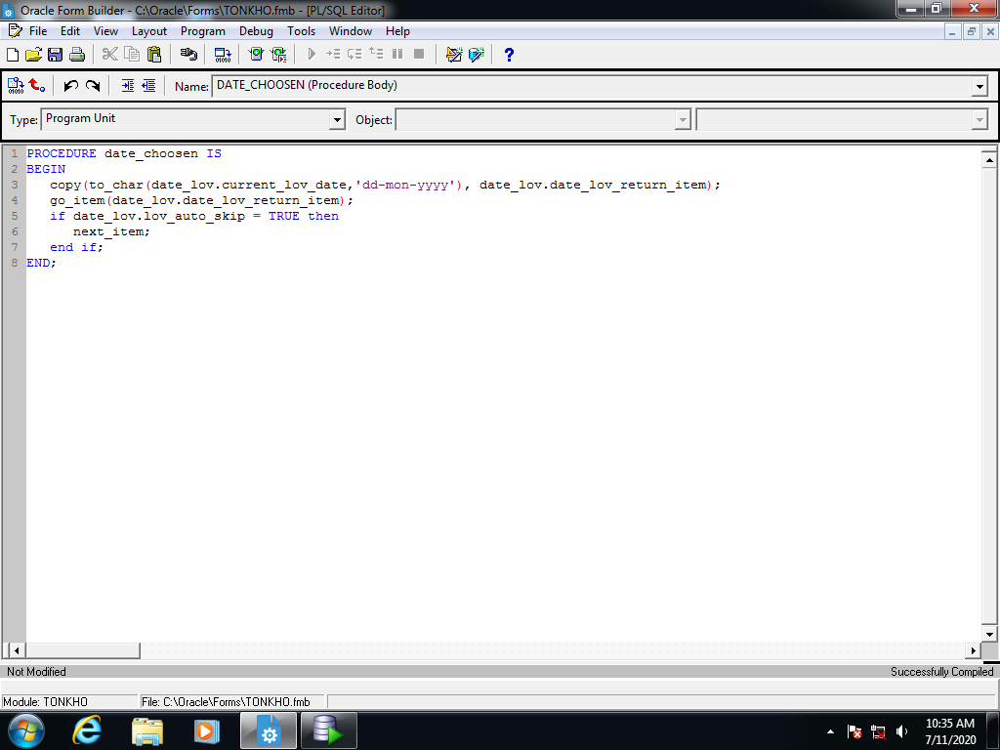 Oracle Form Builder - C:\Oracle\Forms\TONKHO.fmb - [PL/SQL Editor]
File Edit View Layout Program Debug Tools Window Help
Name: DATE_CHOOSEN (Procedure Body)
Type: Program Unit Object:
1 PROCEDURE date_choosen IS
2 BEGIN
3 copy(to_char(date_lov.current_lov_date,'dd-mon-yyyy'), date_lov.date_lov_return_item);
4 go_item(date_lov.date_lov_return_item);
5 if date_lov.lov_auto_skip = TRUE then
6 next_item;
7 end if;
8 END;
Not Modified Successfully Compiled
Module: TONKHO File: C:\Oracle\Forms\TONKHO.fmb
10:35 AM
7/11/2020